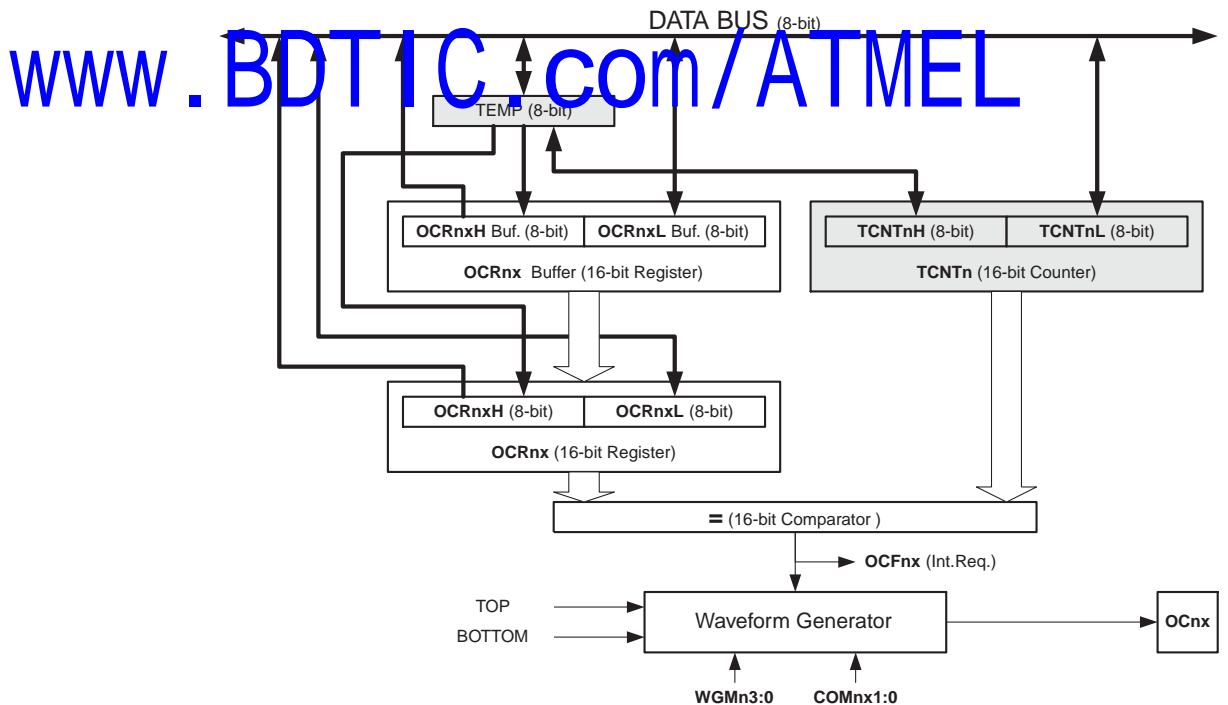 DATA BUS (8-bit)
www.BDTIC.com/ATMEL
TEMP (8-bit)
OCRnxH Buf. (8-bit) OCRnxL Buf. (8-bit)
TCNTnH (8-bit) TCNTnL (8-bit)
OCRnx Buffer (16-bit Register)
TCNTn (16-bit Counter)
OCRnxH (8-bit) OCRnxL (8-bit)
OCRnx (16-bit Register)
= (16-bit Comparator )
OCFnx (Int.Req.)
TOP
Waveform Generator
OCnx
BOTTOM
WGMn3:0 COMnx1:0